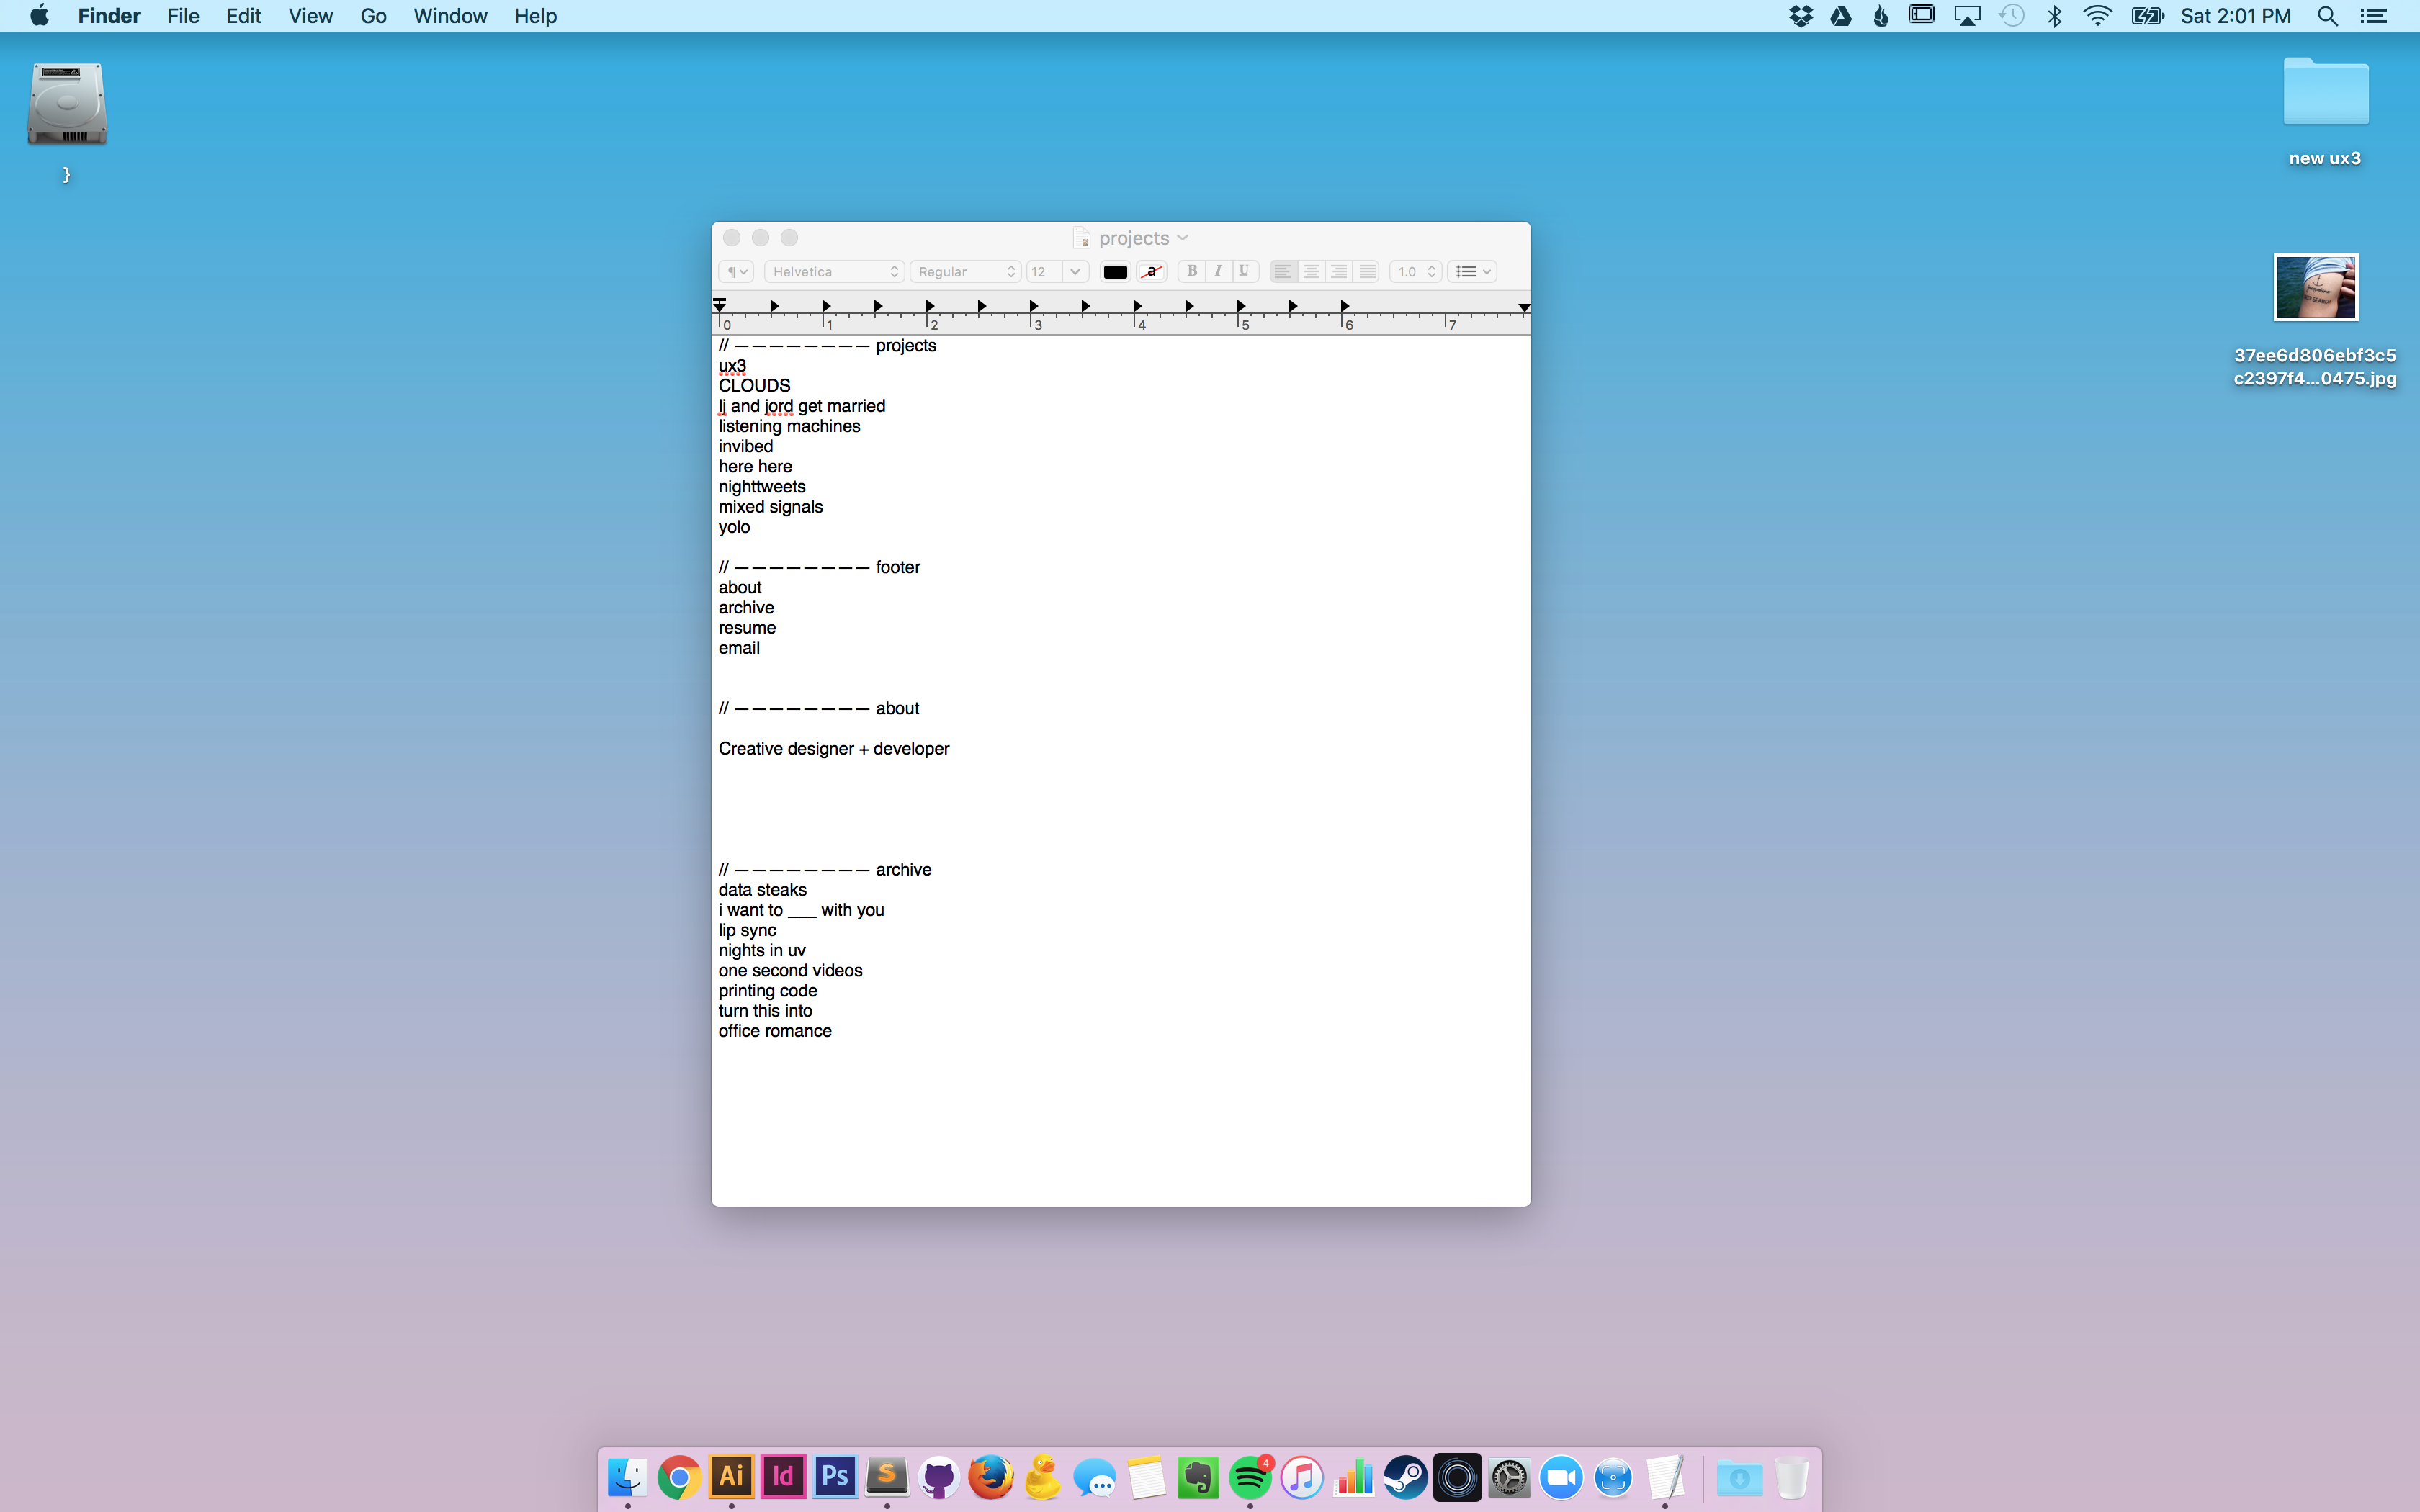 Finder File Edit View Go Window Help Sat 2:01 PM
}
new ux3
37ee6d806ebf3c5
c2397f4...0475.jpg
projects
¶ Helvetica Regular 12 a B I U 1.0
0 1 2 3 4 5 6 7
// — — — — — — — — projects
ux3
CLOUDS
lj and jord get married
listening machines
invibed
here here
nighttweets
mixed signals
yolo
// — — — — — — — — footer
about
archive
resume
email
// — — — — — — — — about
Creative designer + developer
// — — — — — — — — archive
data steaks
i want to ___ with you
lip sync
nights in uv
one second videos
printing code
turn this into
office romance
Ai Id Ps S 4